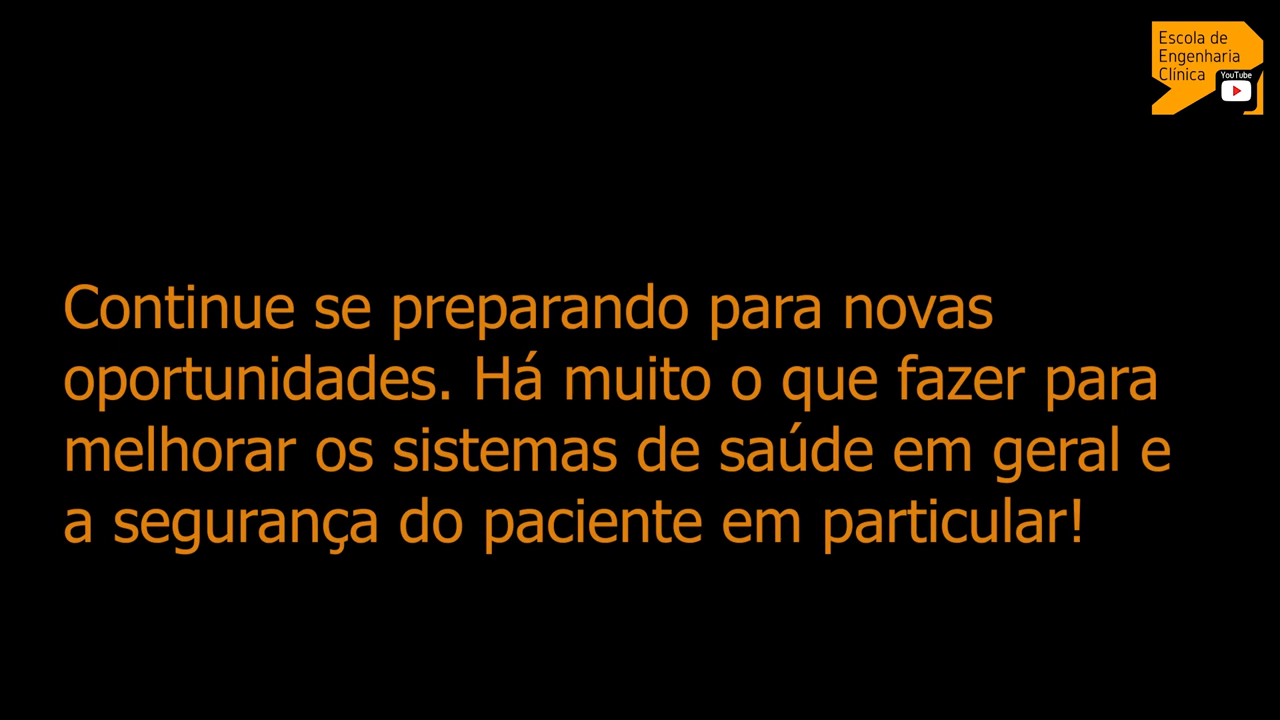 Escola de
Engenharia
Clínica
YouTube
Continue se preparando para novas
oportunidades. Há muito o que fazer para
melhorar os sistemas de saúde em geral e
a segurança do paciente em particular!